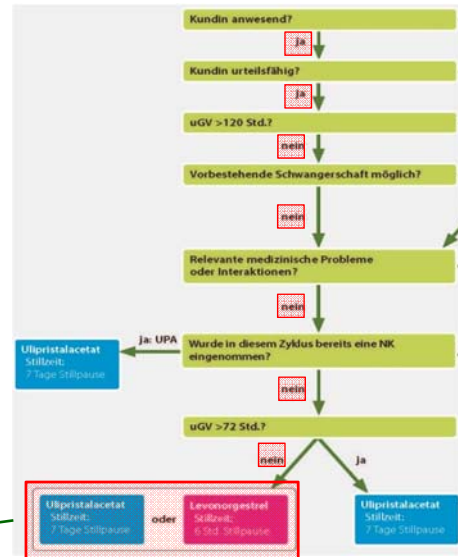 Kundin anwesend?
ja
Kundin urteilsfähig?
Ja
uGV >120 Std.?
nein
Vorbestehende Schwangerschaft möglich?
nein
Relevante medizinische Probleme
oder Interaktionen?
nein
Ja: UPA
Wurde in diesem Zyklus bereits eine NK
eingenommen?
Ulipristalacetat
Stillzeit:
7 Tage Stillpause
nein
uGV >72 Std.?
nein
Ja
Ulipristalacetat
Stillzeit:
7 Tage Stillpause
oder
Levonorgestrel
Stillzeit:
6 Std. Stillpause
Ulipristalacetat
Stillzeit:
7 Tage Stillpause